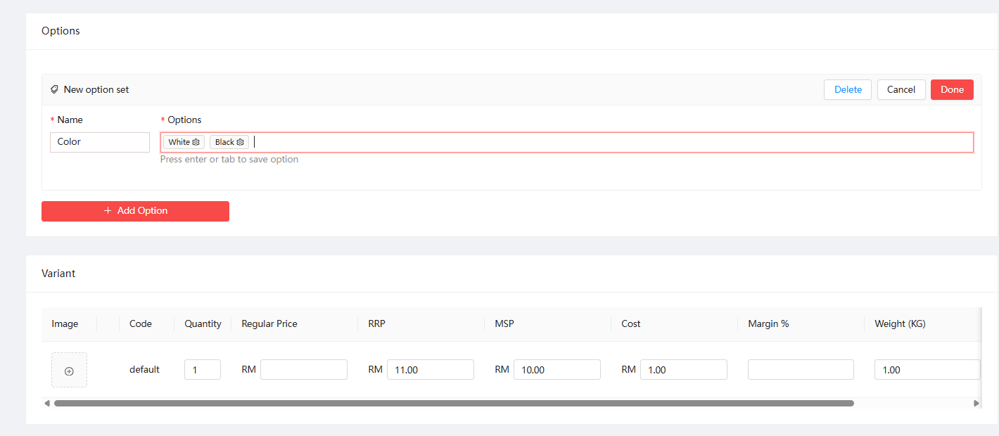 Options
New option set Delete Cancel Done
* Name * Options
Color White Black
Press enter or tab to save option
+ Add Option
Variant
Image Code Quantity Regular Price RRP MSP Cost Margin % Weight (KG)
default 1 RM RM 11.00 RM 10.00 RM 1.00 1.00